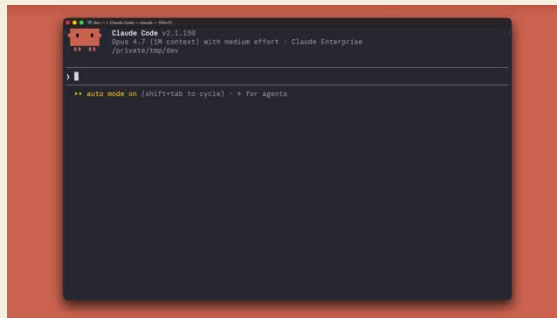 Claude Code v2.1.150
Opus 4.7 (1M context) with medium effort · Claude Enterprise
/private/tmp/dev
❯
▸▸ auto mode on (shift+tab to cycle) · ← for agents